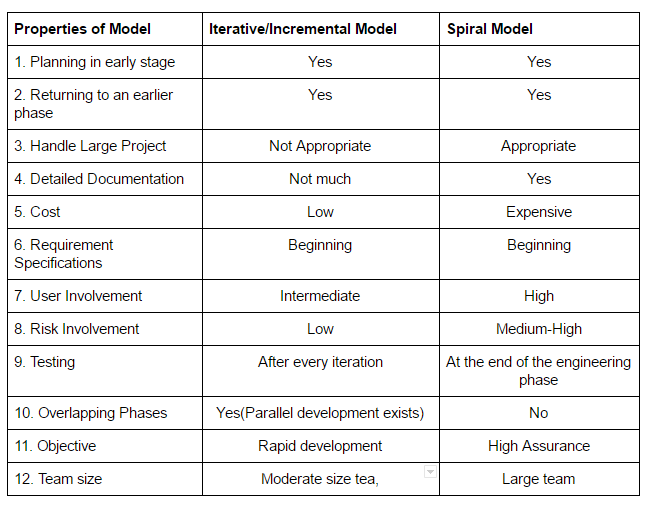 Properties of Model Iterative/Incremental Model Spiral Model
1. Planning in early stage Yes Yes
2. Returning to an earlier Yes Yes
phase
3. Handle Large Project Not Appropriate Appropriate
4. Detailed Documentation Not much Yes
5. Cost Low Expensive
6. Requirement Beginning Beginning
Specifications
7. User Involvement Intermediate High
8. Risk Involvement Low Medium-High
9. Testing After every iteration At the end of the engineering
phase
10. Overlapping Phases Yes(Parallel development exists) No
11. Objective Rapid development High Assurance
12. Team size Moderate size tea, Large team